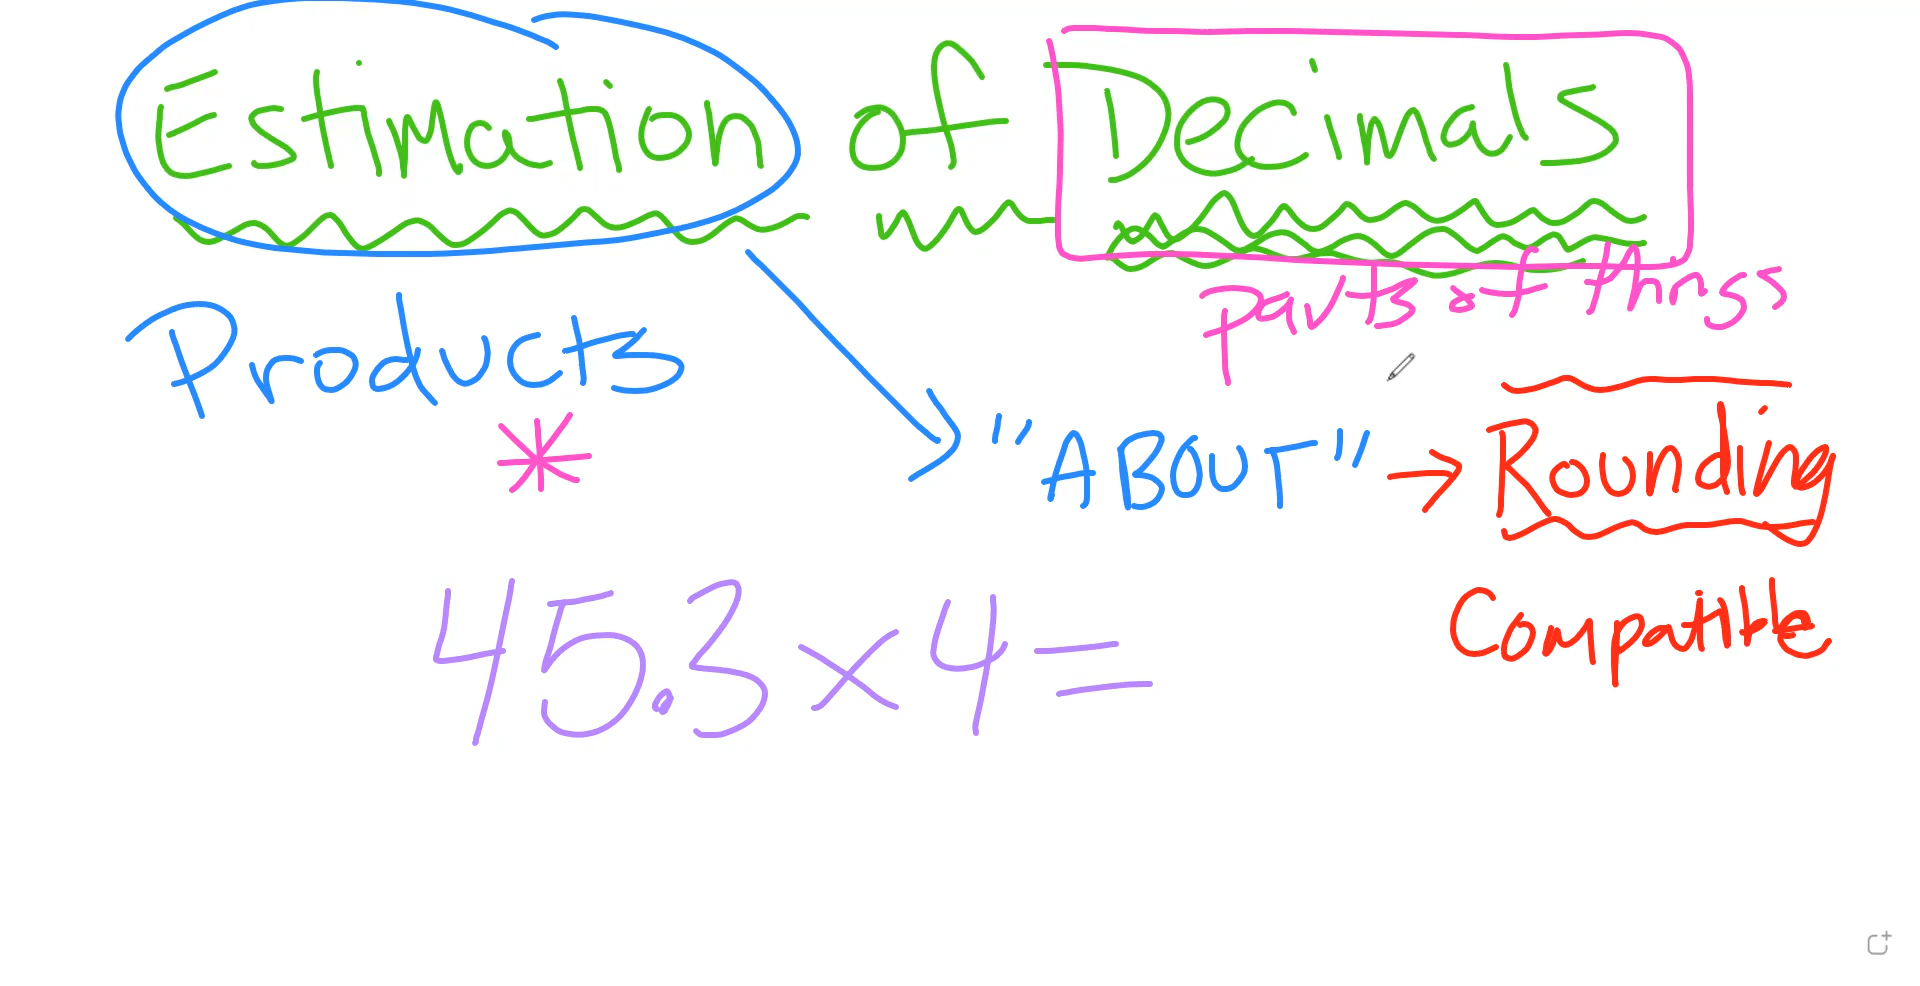 Estimation of Decimals
parts of things
Products
*
"ABOUT" → Rounding
Compatible
45.3 × 4 =